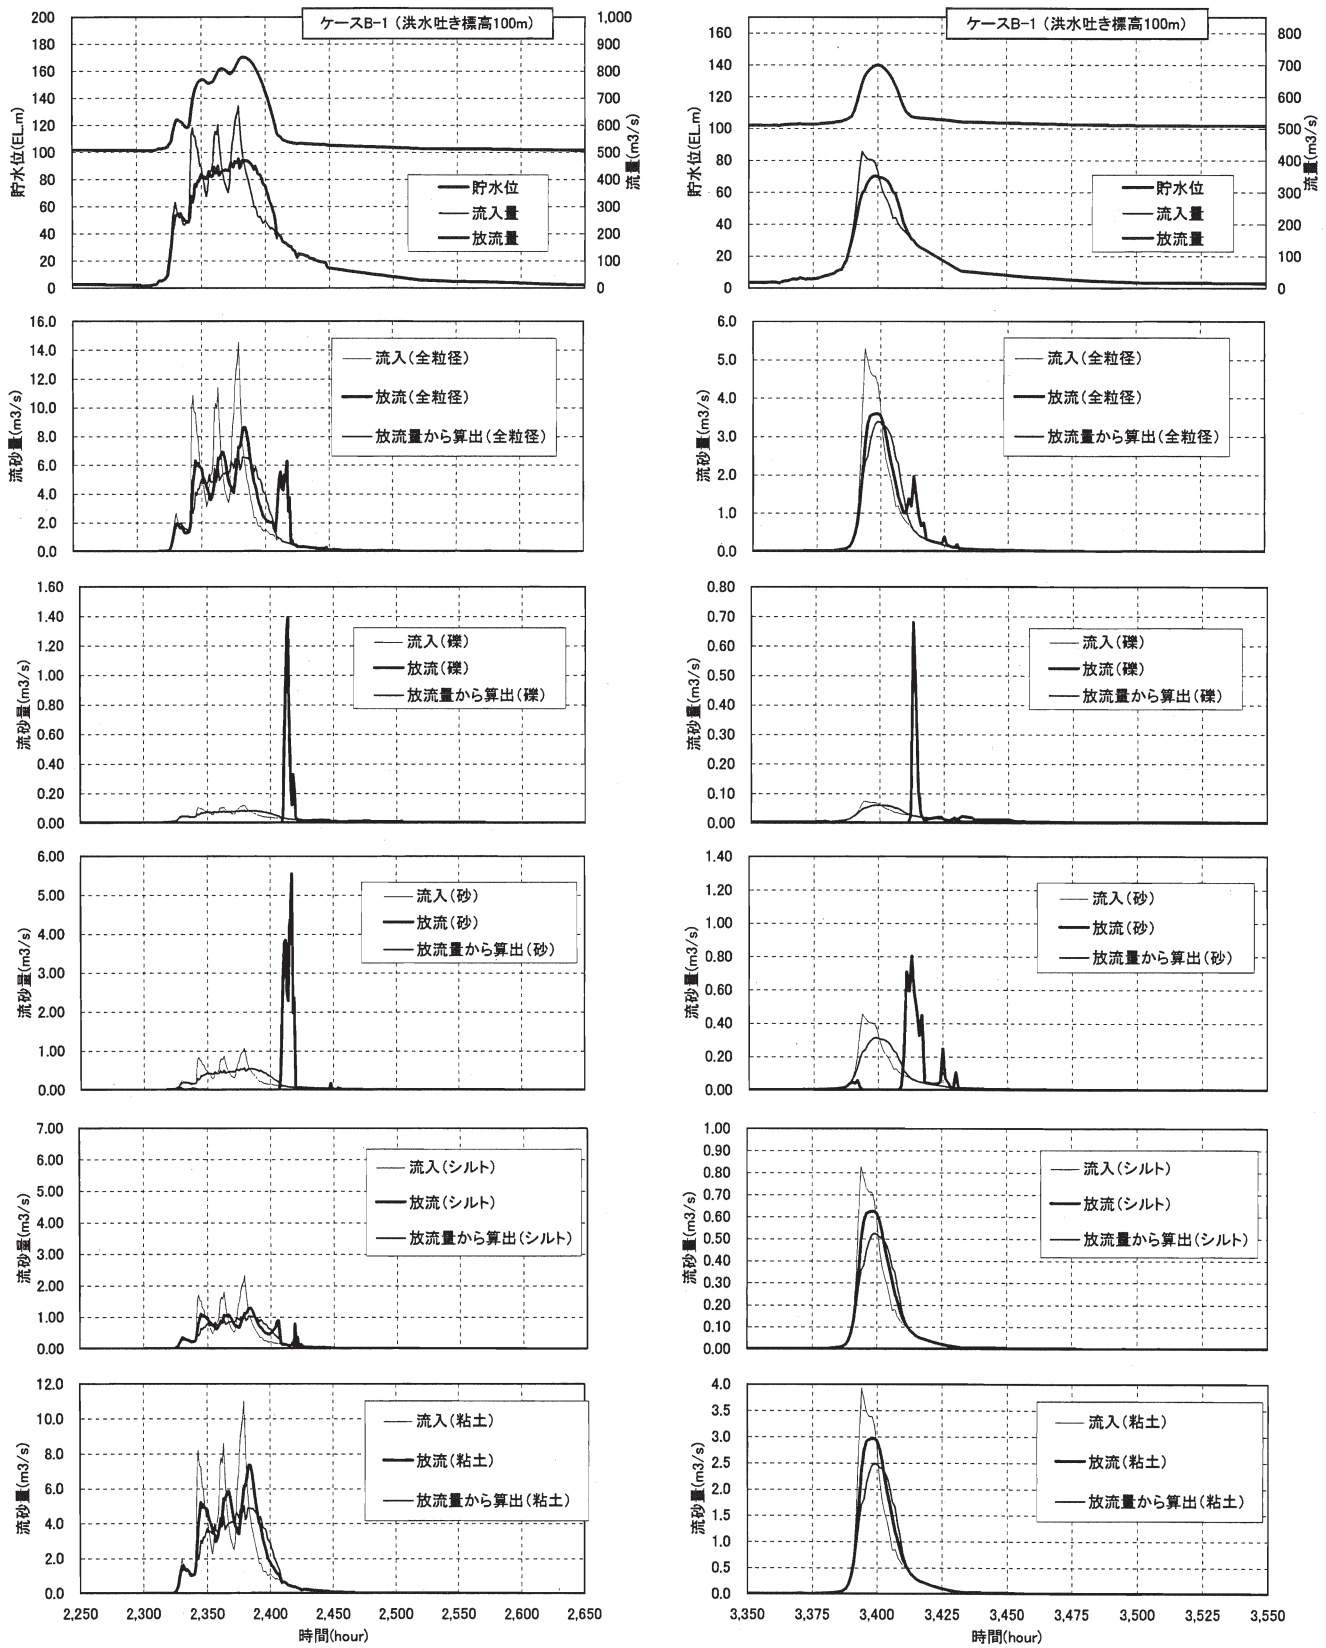 ケースB-1 (洪水吐き標高100m)
貯水位(EL.m)
200
180
160
140
120
100
80
60
40
20
0
1,000
900
800
700
600
500
400
300
200
100
0
流量(m3/s)
貯水位
流入量
放流量
ケースB-1 (洪水吐き標高100m)
貯水位(EL.m)
160
140
120
100
80
60
40
20
0
800
700
600
500
400
300
200
100
0
流量(m3/s)
貯水位
流入量
放流量
流砂量(m3/s)
16.0
14.0
12.0
10.0
8.0
6.0
4.0
2.0
0.0
流入(全粒径)
放流(全粒径)
放流量から算出(全粒径)
流砂量(m3/s)
6.0
5.0
4.0
3.0
2.0
1.0
0.0
流入(全粒径)
放流(全粒径)
放流量から算出(全粒径)
流砂量(m3/s)
1.60
1.40
1.20
1.00
0.80
0.60
0.40
0.20
0.00
流入(礫)
放流(礫)
放流量から算出(礫)
流砂量(m3/s)
0.80
0.70
0.60
0.50
0.40
0.30
0.20
0.10
0.00
流入(礫)
放流(礫)
放流量から算出(礫)
流砂量(m3/s)
6.00
5.00
4.00
3.00
2.00
1.00
0.00
流入(砂)
放流(砂)
放流量から算出(砂)
流砂量(m3/s)
1.40
1.20
1.00
0.80
0.60
0.40
0.20
0.00
流入(砂)
放流(砂)
放流量から算出(砂)
流砂量(m3/s)
7.00
6.00
5.00
4.00
3.00
2.00
1.00
0.00
流入(シルト)
放流(シルト)
放流量から算出(シルト)
流砂量(m3/s)
1.00
0.90
0.80
0.70
0.60
0.50
0.40
0.30
0.20
0.10
0.00
流入(シルト)
放流(シルト)
放流量から算出(シルト)
流砂量(m3/s)
12.0
10.0
8.0
6.0
4.0
2.0
0.0
流入(粘土)
放流(粘土)
放流量から算出(粘土)
2,250 2,300 2,350 2,400 2,450 2,500 2,550 2,600 2,650
時間(hour)
流砂量(m3/s)
4.0
3.5
3.0
2.5
2.0
1.5
1.0
0.5
0.0
流入(粘土)
放流(粘土)
放流量から算出(粘土)
3,350 3,375 3,400 3,425 3,450 3,475 3,500 3,525 3,550
時間(hour)